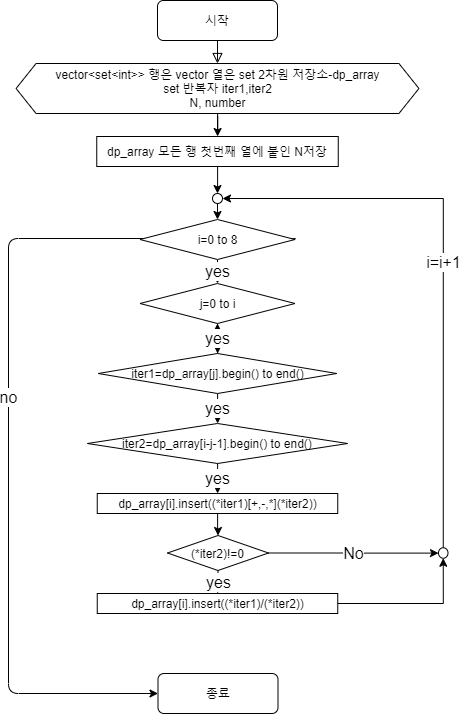 시작
vector<set<int>> 행은 vector 열은 set 2차원 저장소-dp_array
set 반복자 iter1,iter2
N, number
dp_array 모든 행 첫번째 열에 붙인 N저장
i=0 to 8
i=i+1
yes
j=0 to i
yes
iter1=dp_array[j].begin() to end()
no
yes
iter2=dp_array[i-j-1].begin() to end()
yes
dp_array[i].insert((*iter1)[+,-,*](*iter2))
(*iter2)!=0
No
yes
dp_array[i].insert((*iter1)/(*iter2))
종료